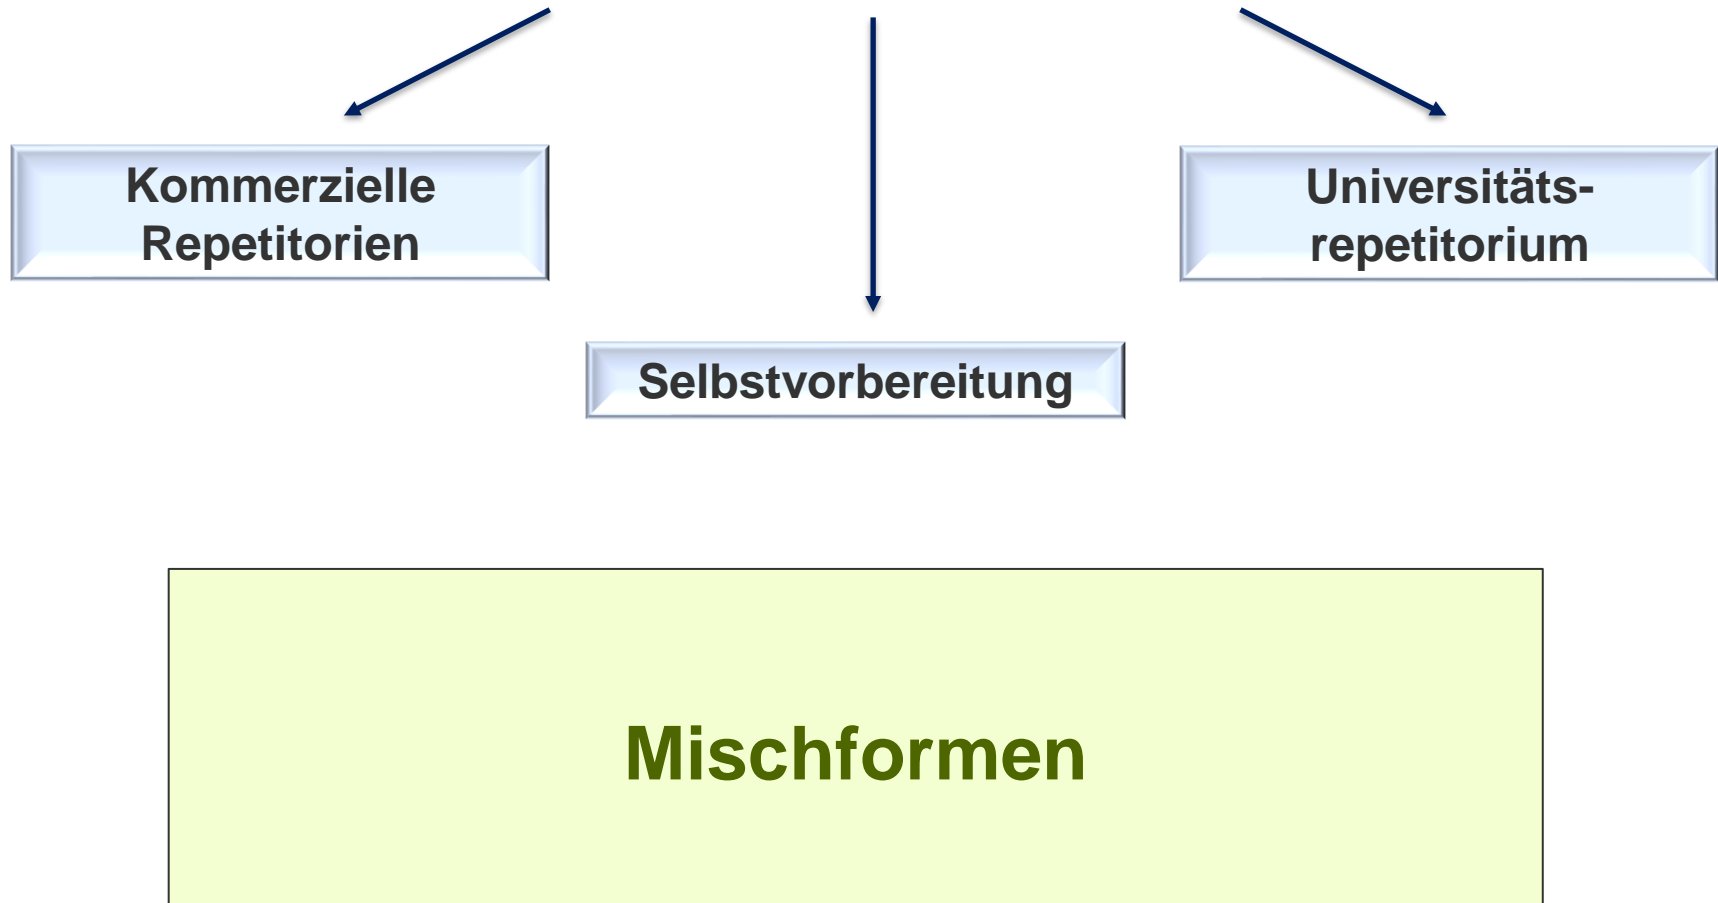 Kommerzielle
Repetitorien
Universitäts-
repetitorium
Selbstvorbereitung
Mischformen